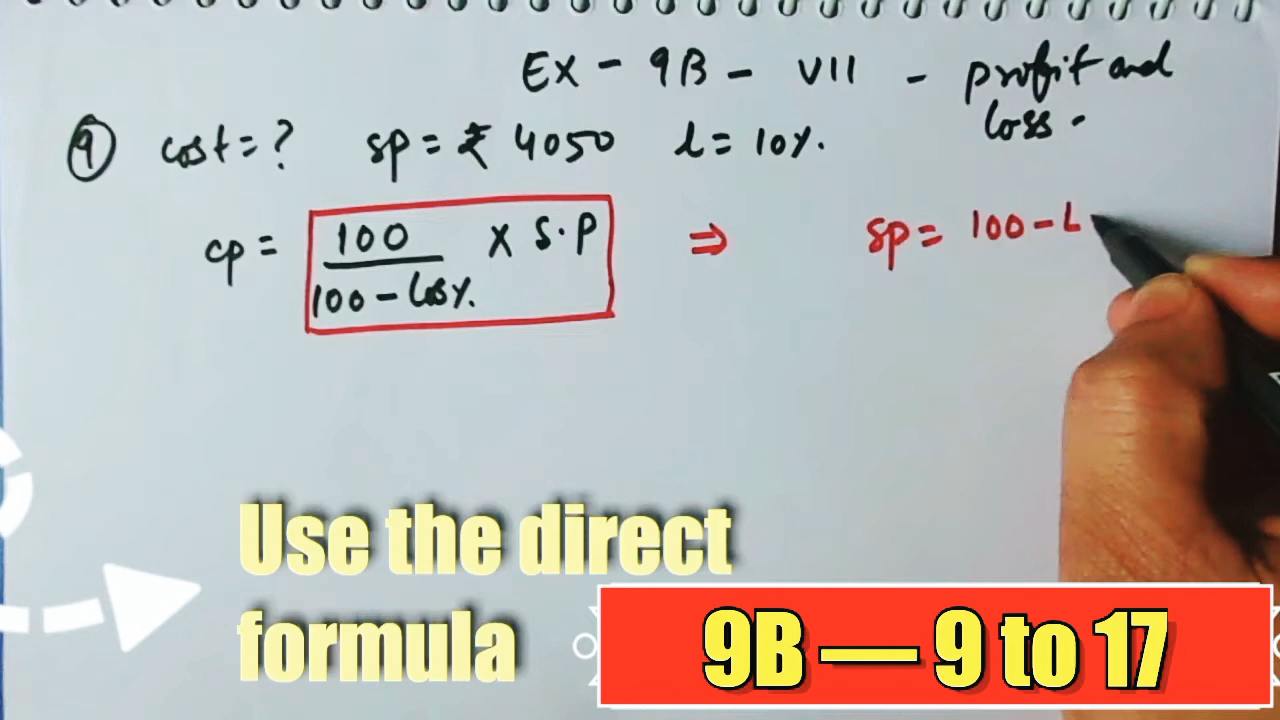 EX - 9B - VII - profit and
loss.
9 cost = ? sp = ₹ 4050 l = 10%.
cp = 100 / 100 - loss%. x S.P ⇒ sp = 100 - L
Use the direct
formula
9B — 9 to 17